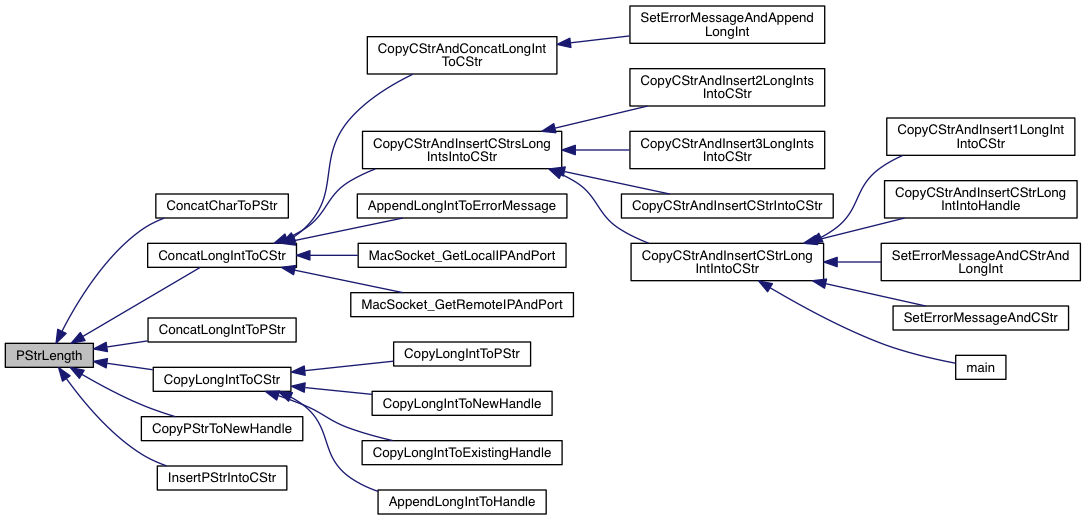 PStrLength
ConcatCharToPStr
ConcatLongIntToCStr
ConcatLongIntToPStr
CopyLongIntToCStr
CopyPStrToNewHandle
InsertPStrIntoCStr
CopyCStrAndConcatLongInt
ToCStr
CopyCStrAndInsertCStrsLong
IntsIntoCStr
AppendLongIntToErrorMessage
MacSocket_GetLocalIPAndPort
MacSocket_GetRemoteIPAndPort
CopyLongIntToPStr
CopyLongIntToNewHandle
CopyLongIntToExistingHandle
AppendLongIntToHandle
SetErrorMessageAndAppend
LongInt
CopyCStrAndInsert2LongInts
IntoCStr
CopyCStrAndInsert3LongInts
IntoCStr
CopyCStrAndInsertCStrIntoCStr
CopyCStrAndInsertCStrLong
IntIntoCStr
CopyCStrAndInsert1LongInt
IntoCStr
CopyCStrAndInsertCStrLong
IntIntoHandle
SetErrorMessageAndCStrAnd
LongInt
SetErrorMessageAndCStr
main